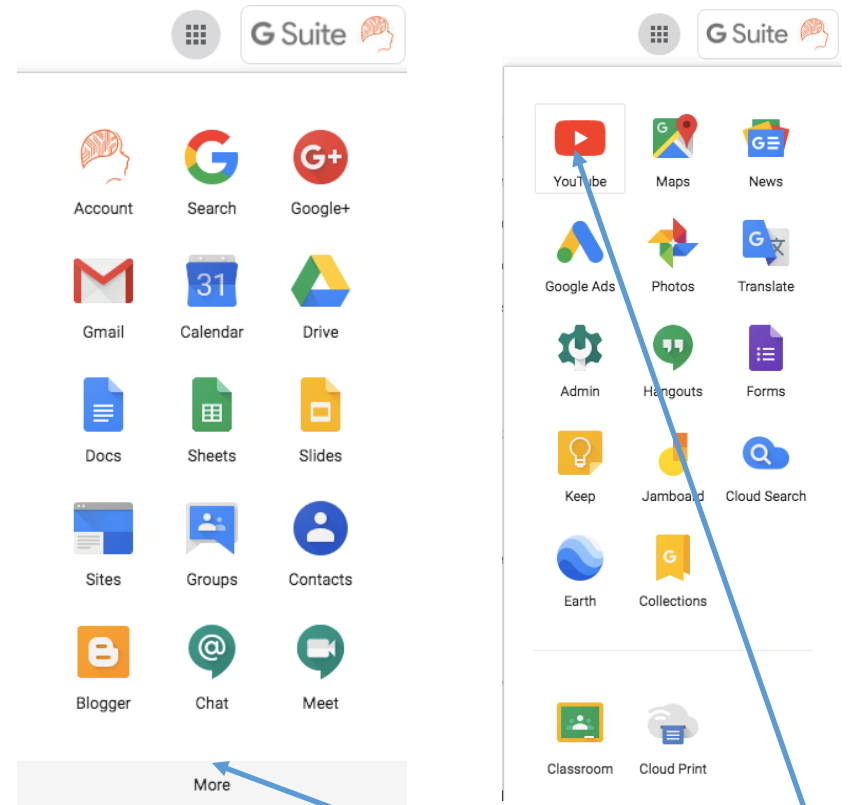 G Suite
Account Search Google+
31
Gmail Calendar Drive
Docs Sheets Slides
Sites Groups Contacts
Blogger Chat Meet
More
G Suite
YouTube Maps News
Google Ads Photos Translate
Admin Hangouts Forms
Keep Jamboard Cloud Search
Earth Collections
Classroom Cloud Print